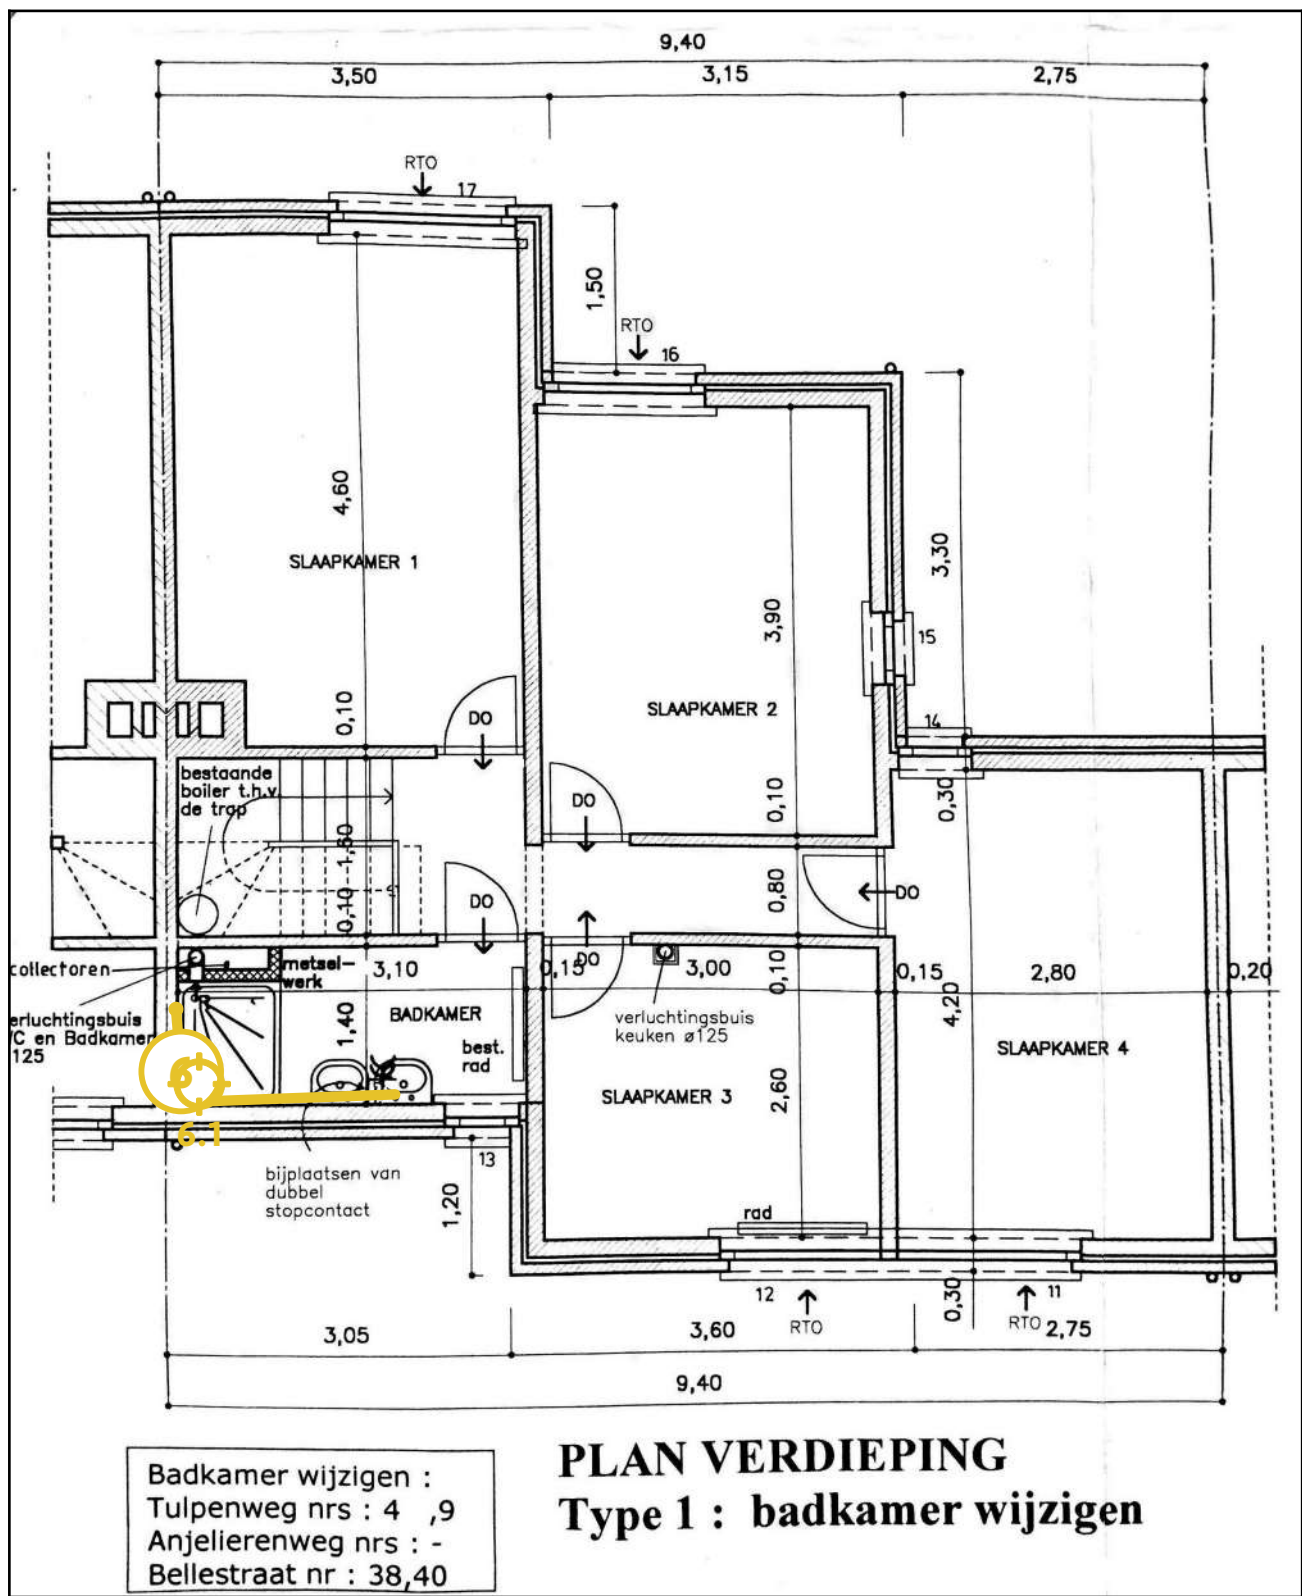 9,40
3,50
3,15
2,75
RTO
17
1,50
RTO
16
4,60
3,30
SLAAPKAMER 1
3,90
15
SLAAPKAMER 2
0,10
DO
14
bestaande
boiler t.h.v.
de trap
DO
0,10
0,30
1,60
0,80
DO
DO
0,10
collectoren
metsel-
werk
3,10
0,15
DO
3,00
0,10
0,15
2,80
0,20
4,20
erluchtingsbuis
/C en Badkamer
125
1,40
BADKAMER
best.
rad
verluchtingsbuis
keuken ø125
SLAAPKAMER 4
6
SLAAPKAMER 3
2,60
6.1
13
bijplaatsen van
dubbel
stopcontact
1,20
rad
12
11
0,30
RTO
RTO
3,05
3,60
2,75
9,40
Badkamer wijzigen :
Tulpenweg nrs : 4 ,9
Anjelierenweg nrs : -
Bellestraat nr : 38,40
PLAN VERDIEPING
Type 1 : badkamer wijzigen